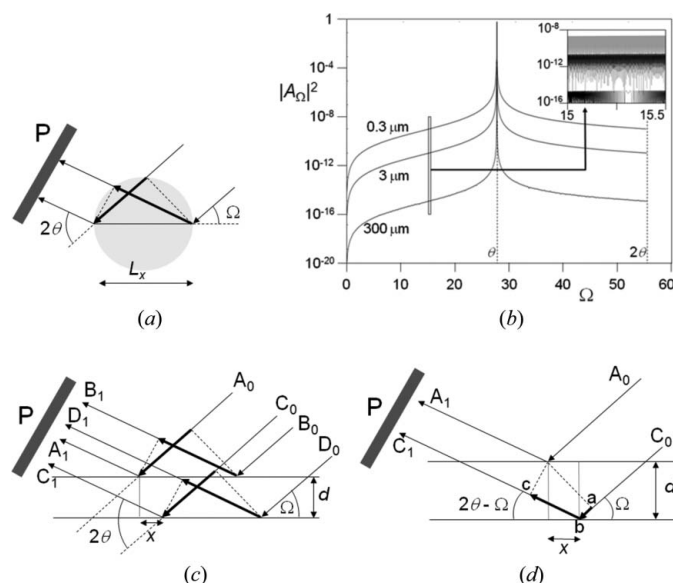 P
2θ
Ω
Lx
(a)
1
10⁻⁴
|AΩ|²
10⁻⁸
10⁻¹²
10⁻¹⁶
10⁻²⁰
0.3 μm
3 μm
300 μm
10⁻⁸
10⁻¹²
10⁻¹⁶
15
15.5
θ
2θ
0 10 20 30 40 50 60
Ω
(b)
P
B₁
D₁
A₁
C₁
A₀
C₀
B₀
D₀
Ω
d
2θ
x
(c)
P
A₁
C₁
A₀
C₀
c
a
b
2θ - Ω
Ω
d
x
(d)